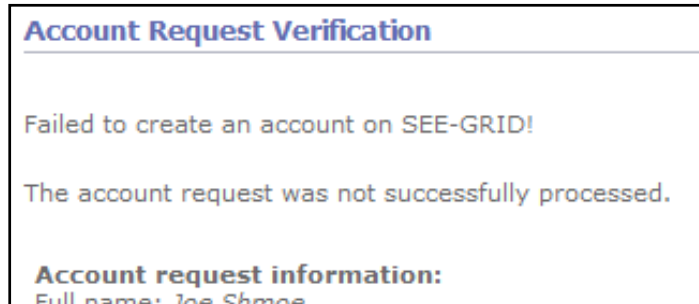 Account Request Verification
Failed to create an account on SEE-GRID!
The account request was not successfully processed.
Account request information:
Full name: Joe Shmoe